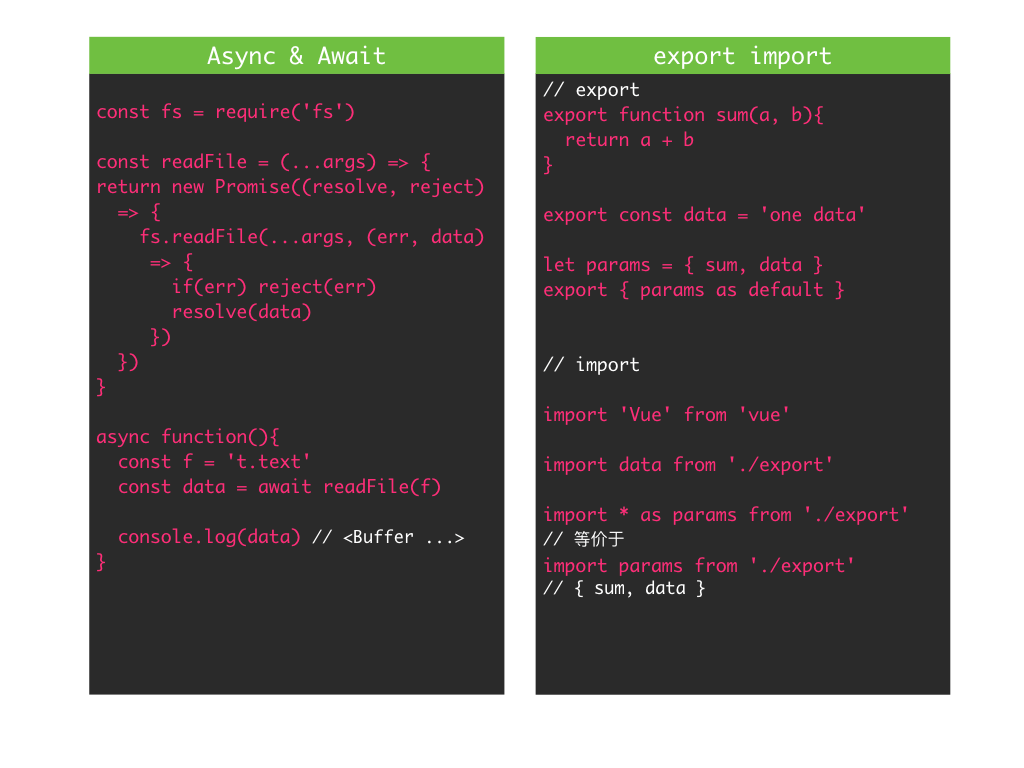 Async & Await
const fs = require('fs')
const readFile = (...args) => {
return new Promise((resolve, reject)
=> {
fs.readFile(...args, (err, data)
=> {
if(err) reject(err)
resolve(data)
})
})
}
async function(){
const f = 't.text'
const data = await readFile(f)
console.log(data) // <Buffer ...>
}
export import
// export
export function sum(a, b){
return a + b
}
export const data = 'one data'
let params = { sum, data }
export { params as default }
// import
import 'Vue' from 'vue'
import data from './export'
import * as params from './export'
// 等价于
import params from './export'
// { sum, data }